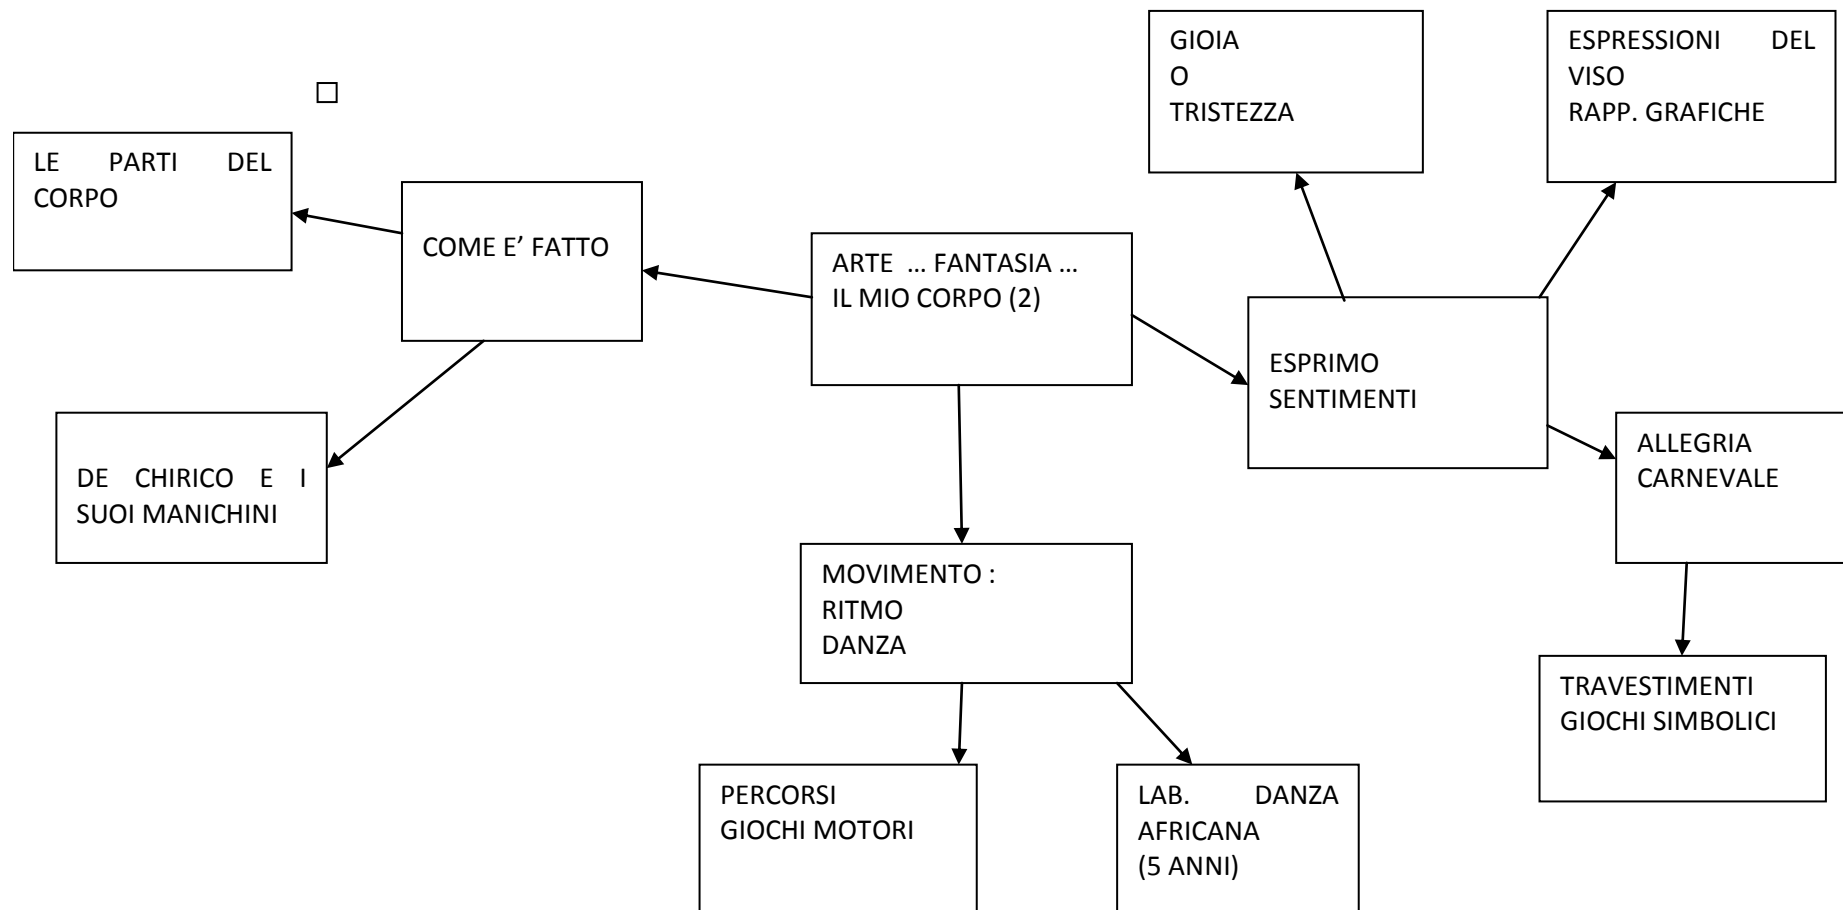 GIOIA
O
TRISTEZZA
ESPRESSIONI DEL
VISO
RAPP. GRAFICHE
LE PARTI DEL
CORPO
COME E’ FATTO
ARTE … FANTASIA …
IL MIO CORPO (2)
ESPRIMO
SENTIMENTI
DE CHIRICO E I
SUOI MANICHINI
ALLEGRIA
CARNEVALE
MOVIMENTO :
RITMO
DANZA
TRAVESTIMENTI
GIOCHI SIMBOLICI
PERCORSI
GIOCHI MOTORI
LAB. DANZA
AFRICANA
(5 ANNI)